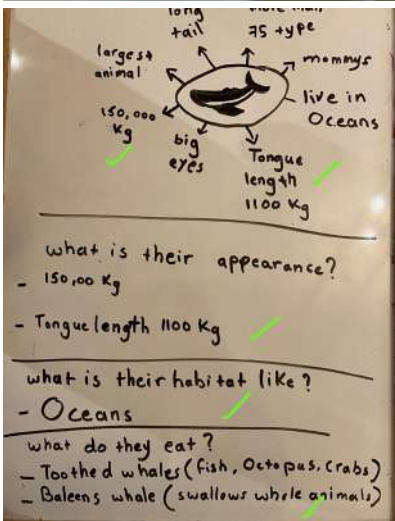 long
tail
75 type
largest
animal
mommys
live in
Oceans
150,000
Kg
big
eyes
Tongue
length
1100 Kg
what is their appearance?
- 150,00 Kg
- Tongue length 1100 Kg
what is their habitat like?
- Oceans
what do they eat?
- Toothed whales (fish, Octopus, Crabs)
- Baleens whale (swallows whole animals)